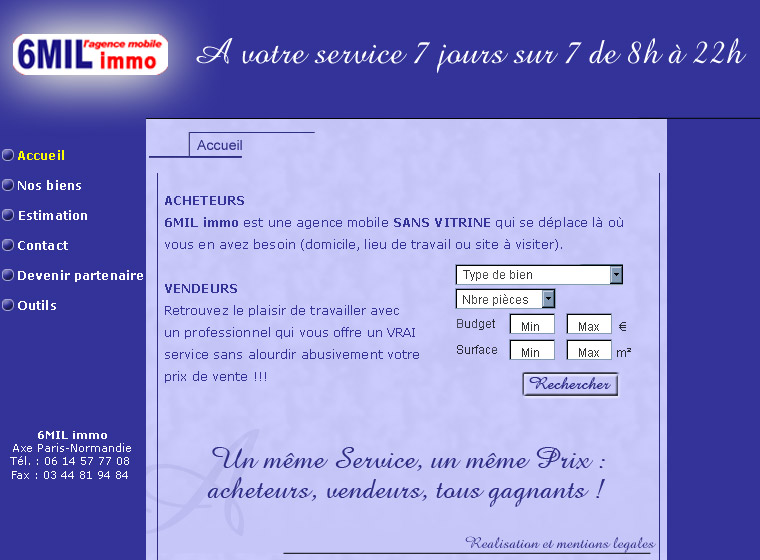 6MIL l'agence mobile immo
A votre service 7 jours sur 7 de 8h à 22h
Accueil
Nos biens
Estimation
Contact
Devenir partenaire
Outils
6MIL immo
Axe Paris-Normandie
Tél. : 06 14 57 77 08
Fax : 03 44 81 94 84
Accueil
ACHETEURS
6MIL immo est une agence mobile SANS VITRINE qui se déplace là où
vous en avez besoin (domicile, lieu de travail ou site à visiter).
VENDEURS
Retrouvez le plaisir de travailler avec
un professionnel qui vous offre un VRAI
service sans alourdir abusivement votre
prix de vente !!!
Type de bien
Nbre pièces
Budget Min Max €
Surface Min Max m²
Rechercher
Un même Service, un même Prix :
acheteurs, vendeurs, tous gagnants !
Realisation et mentions legales